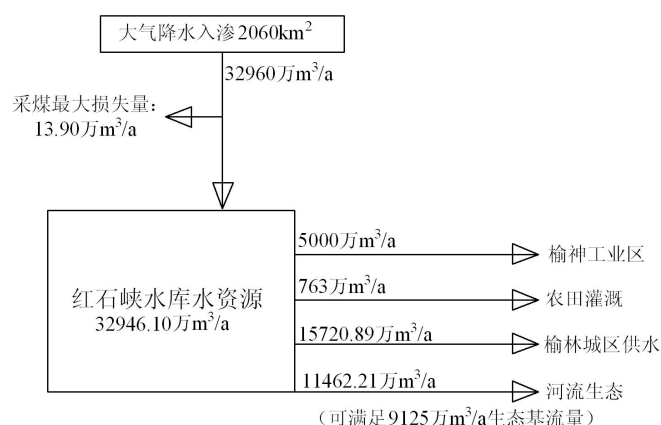 大气降水入渗2060km²
32960万m³/a
采煤最大损失量：
13.90万m³/a
红石峡水库水资源
32946.10万m³/a
5000万m³/a
榆神工业区
763万m³/a
农田灌溉
15720.89万m³/a
榆林城区供水
11462.21万m³/a
河流生态
（可满足9125万m³/a生态基流量）